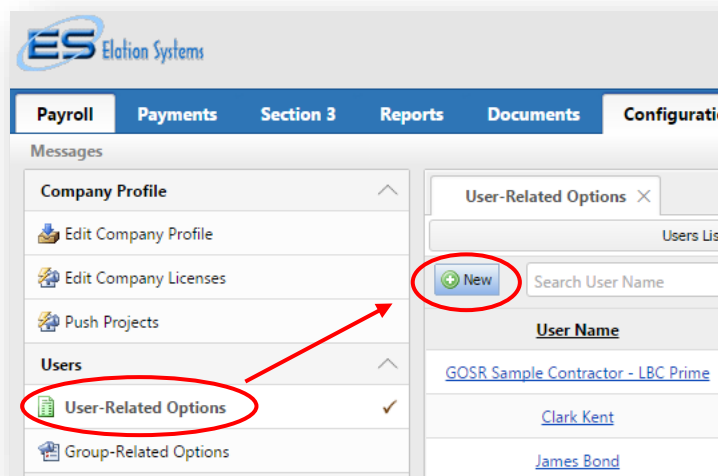 ES Elation Systems
Payroll Payments Section 3 Reports Documents Configurati
Messages
Company Profile
Edit Company Profile
Edit Company Licenses
Push Projects
Users
User-Related Options
Group-Related Options
User-Related Options
Users Lis
New Search User Name
User Name
GOSR Sample Contractor - LBC Prime
Clark Kent
James Bond